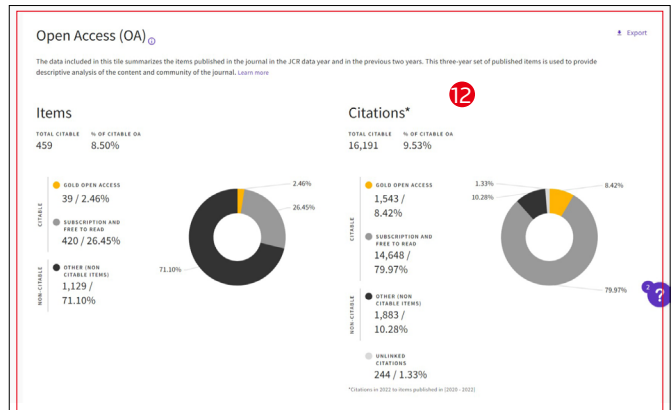 Open Access (OA)
Export
The data included in this tile summarizes the items published in the journal in the JCR data year and in the previous two years. This three-year set of published items is used to provide
descriptive analysis of the content and community of the journal. Learn more
12
Items
TOTAL CITABLE % OF CITABLE OA
459 8.50%
CITABLE
GOLD OPEN ACCESS
39 / 2.46%
SUBSCRIPTION AND
FREE TO READ
420 / 26.45%
NON-CITABLE
OTHER (NON
CITABLE ITEMS)
1,129 /
71.10%
2.46%
26.45%
71.10%
Citations*
TOTAL CITABLE % OF CITABLE OA
16,191 9.53%
CITABLE
GOLD OPEN ACCESS
1,543 /
8.42%
SUBSCRIPTION AND
FREE TO READ
14,648 /
79.97%
NON-CITABLE
OTHER (NON
CITABLE ITEMS)
1,883 /
10.28%
UNLINKED
CITATIONS
244 / 1.33%
1.33%
10.28%
8.42%
79.97%
*Citations in 2022 to items published in (2020 - 2022)
2
?